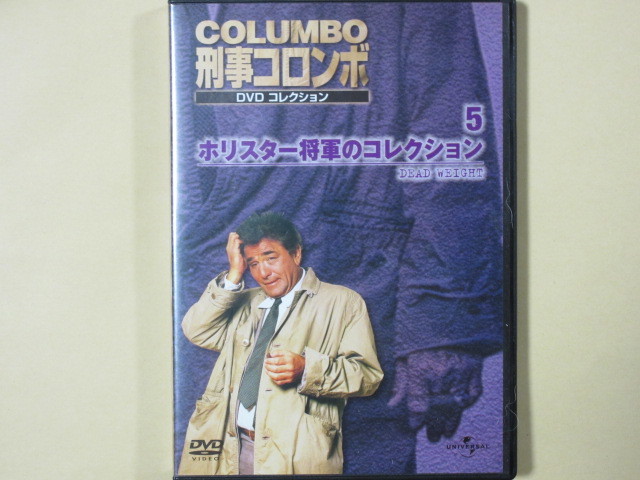 COLUMBO
刑事コロンボ
DVD コレクション
5
ホリスター将軍のコレクション
DEAD WEIGHT
DVD
VIDEO
UNIVERSAL